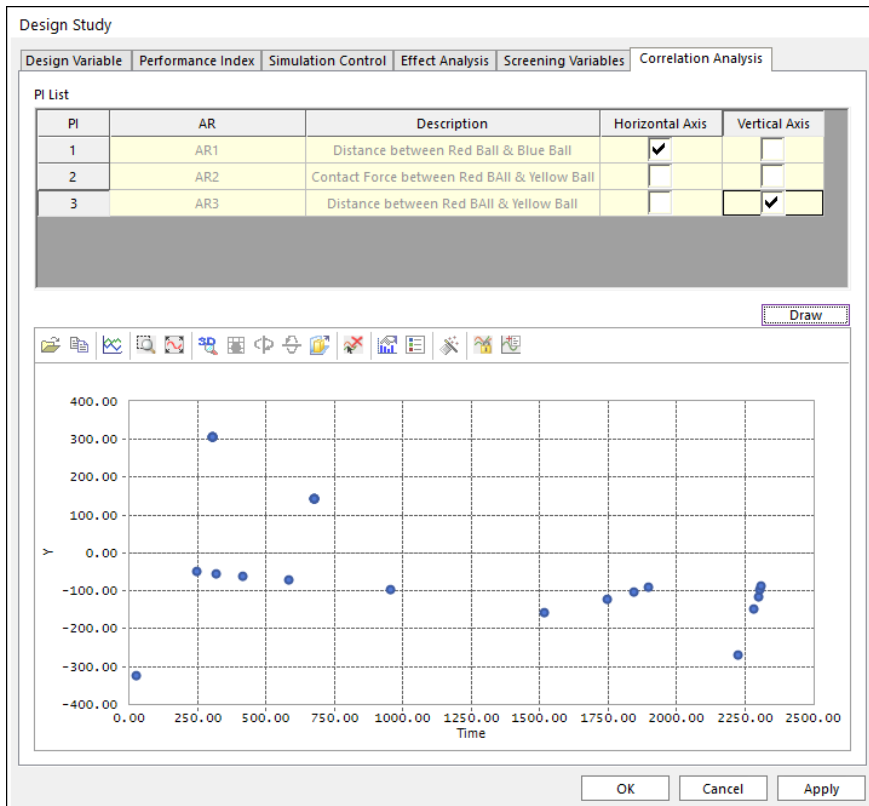 Design Study
Design Variable Performance Index Simulation Control Effect Analysis Screening Variables Correlation Analysis
PI List
PI AR Description Horizontal Axis Vertical Axis
1 AR1 Distance between Red Ball & Blue Ball
2 AR2 Contact Force between Red BAll & Yellow Ball
3 AR3 Distance between Red BAll & Yellow Ball
Draw
3D
400.00
300.00
200.00
100.00
0.00
-100.00
-200.00
-300.00
-400.00
Y
0.00 250.00 500.00 750.00 1000.00 1250.00 1500.00 1750.00 2000.00 2250.00 2500.00
Time
OK Cancel Apply